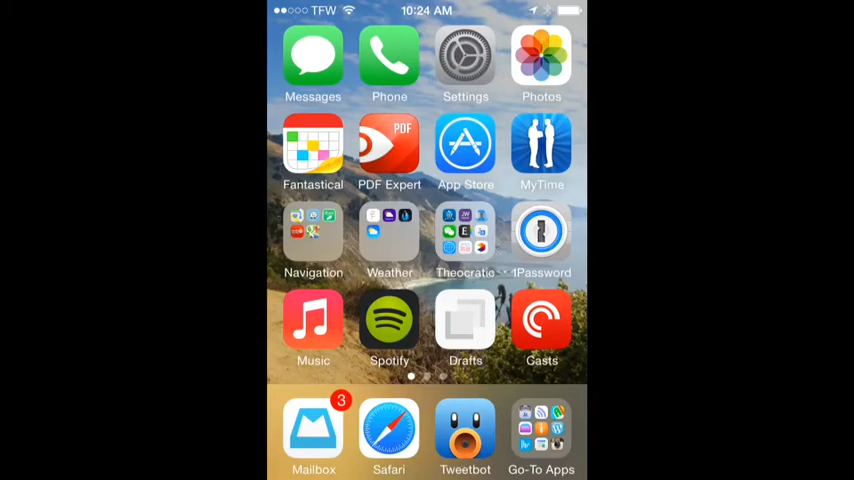 TFW 10:24 AM
Messages Phone Settings Photos
PDF
Fantastical PDF Expert App Store MyTime
Navigation Weather Theocratic 1Password
Music Spotify Drafts Casts
3
Mailbox Safari Tweetbot Go-To Apps